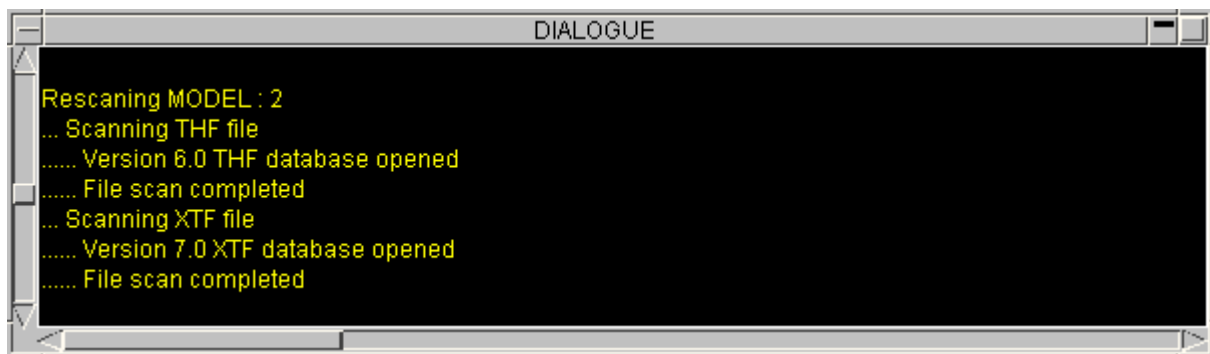 DIALOGUE
Rescaning MODEL : 2
... Scanning THF file
...... Version 6.0 THF database opened
...... File scan completed
... Scanning XTF file
...... Version 7.0 XTF database opened
...... File scan completed